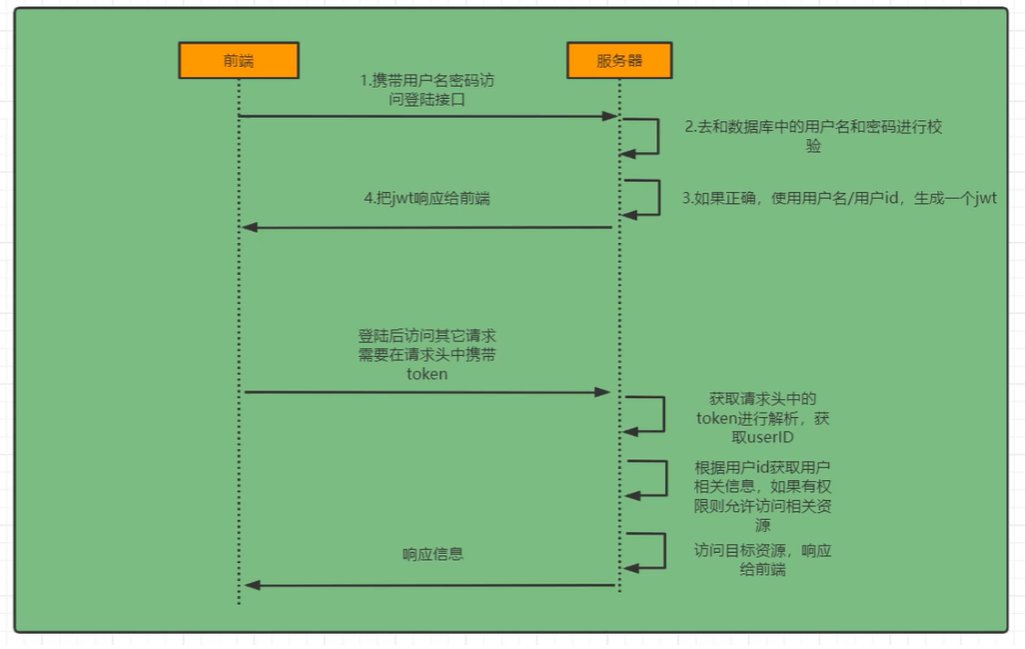 前端
服务器
1.携带用户名密码访
问登陆接口
2.去和数据库中的用户名和密码进行校
验
3.如果正确，使用用户名/用户id，生成一个jwt
4.把jwt响应给前端
登陆后访问其它请求
需要在请求头中携带
token
获取请求头中的
token进行解析，获
取userID
根据用户id获取用户
相关信息，如果有权
限则允许访问相关资
源
访问目标资源，响应
给前端
响应信息